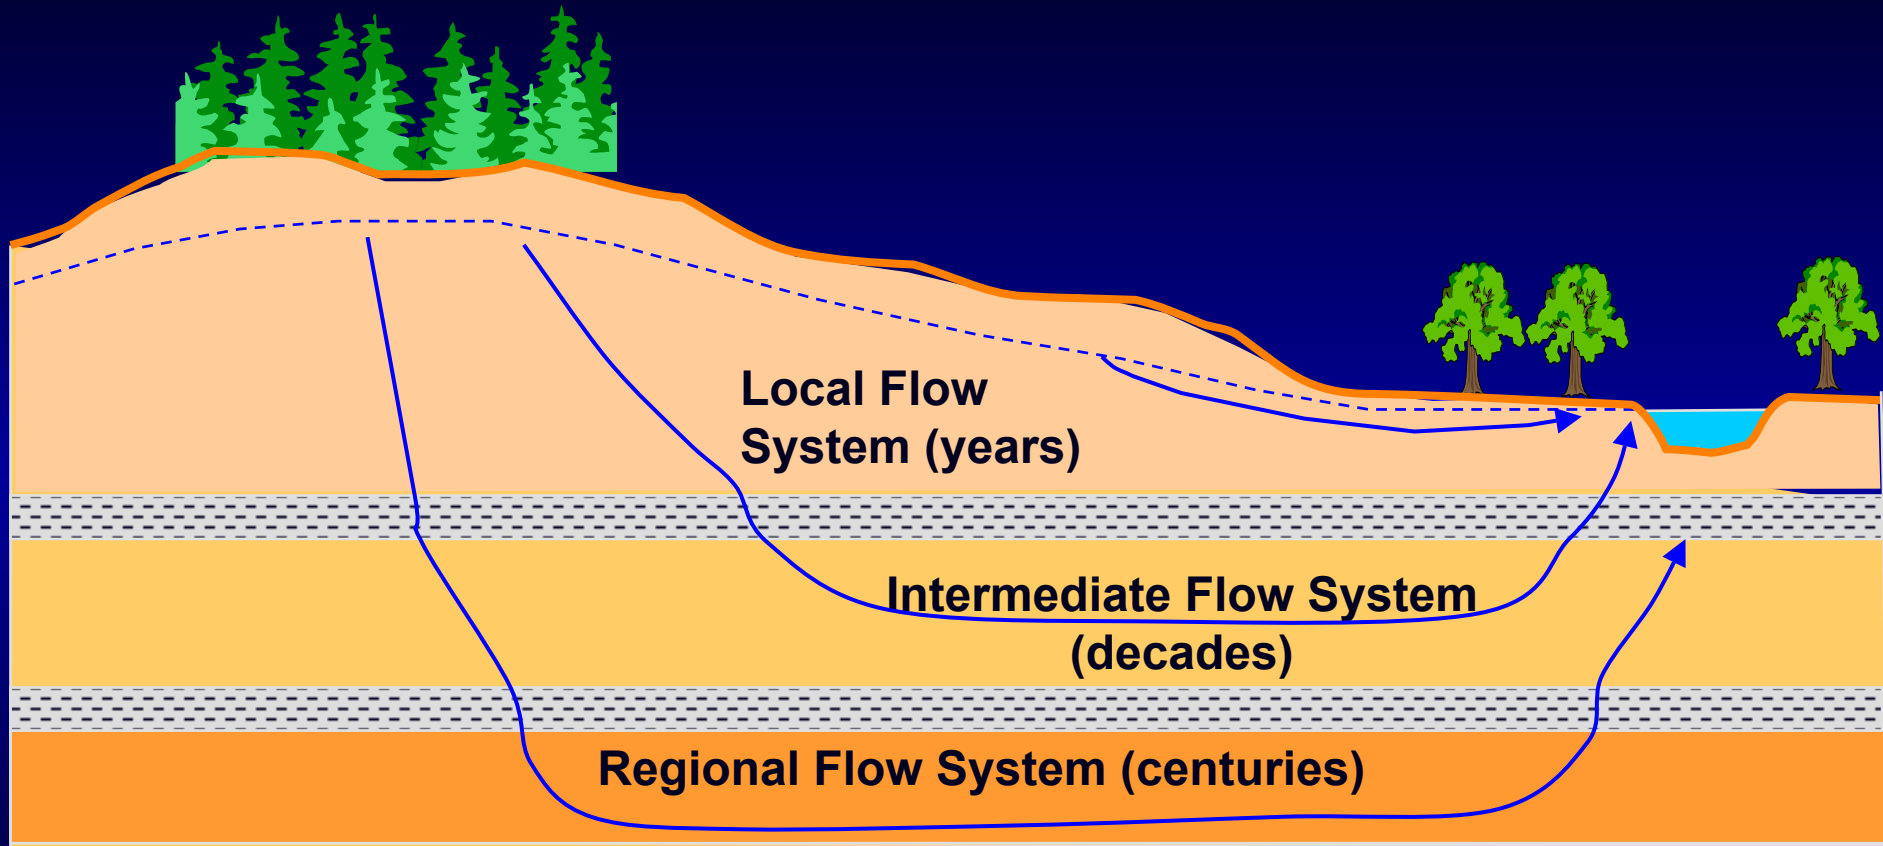 Local Flow
System (years)
Intermediate Flow System
(decades)
Regional Flow System (centuries)